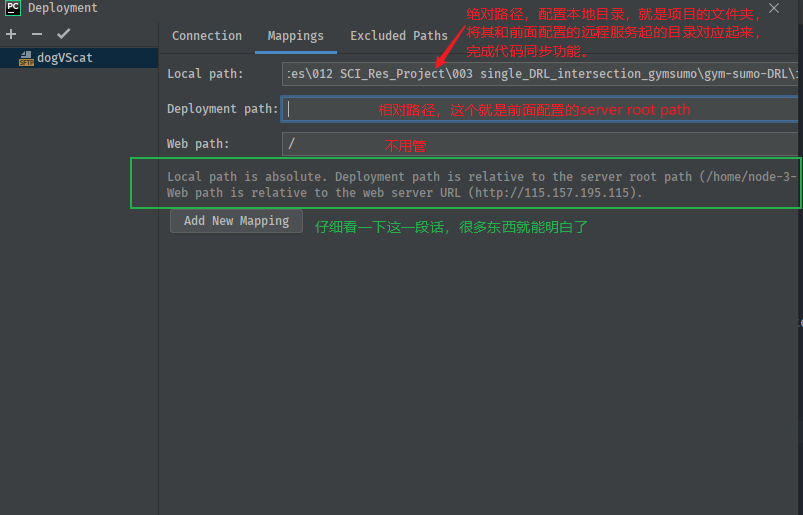 PC Deployment
绝对路径，配置本地目录，就是项目的文件夹，
将其和前面配置的远程服务起的目录对应起来，
完成代码同步功能。
Connection Mappings Excluded Paths
SFTP dogVScat
Local path: :es\012 SCI_Res_Project\003 single_DRL_intersection_gymsumo\gym-sumo-DRL\
Deployment path: 相对路径，这个就是前面配置的server root path
Web path: / 不用管
Local path is absolute. Deployment path is relative to the server root path (/home/node-3-
Web path is relative to the web server URL (http://115.157.195.115).
Add New Mapping 仔细看一下这一段话，很多东西就能明白了